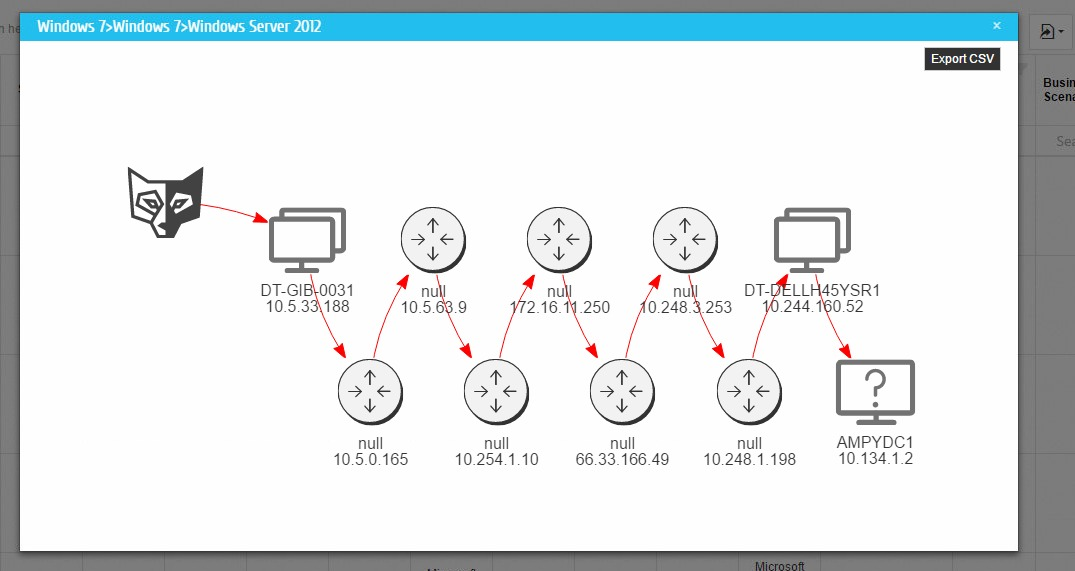 Windows 7>Windows 7>Windows Server 2012
×
Export CSV
Busin
Scena
Sea
DT-GIB-0031
10.5.33.188
null
10.5.63.9
null
172.16.11.250
null
10.248.3.253
DT-DELLH45YSR1
10.244.160.52
null
10.5.0.165
null
10.254.1.10
null
66.33.166.49
null
10.248.1.198
AMPYDC1
10.134.1.2
?
Microsoft